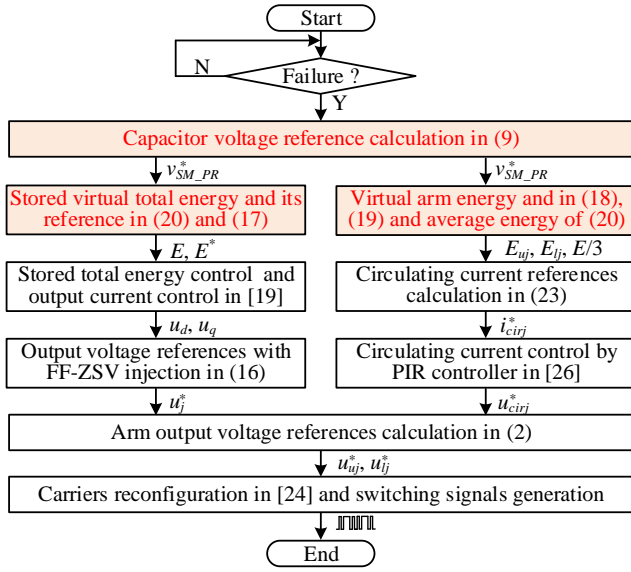 Start
N
Failure ?
Y
Capacitor voltage reference calculation in (9)
v*SM_PR
v*SM_PR
Stored virtual total energy and its
reference in (20) and (17)
Virtual arm energy and in (18),
(19) and average energy of (20)
E, E*
Euj, Elj, E/3
Stored total energy control and
output current control in [19]
Circulating current references
calculation in (23)
ud, uq
i*cirj
Output voltage references with
FF-ZSV injection in (16)
Circulating current control by
PIR controller in [26]
u*j
u*cirj
Arm output voltage references calculation in (2)
u*uj, u*lj
Carriers reconfiguration in [24] and switching signals generation
End